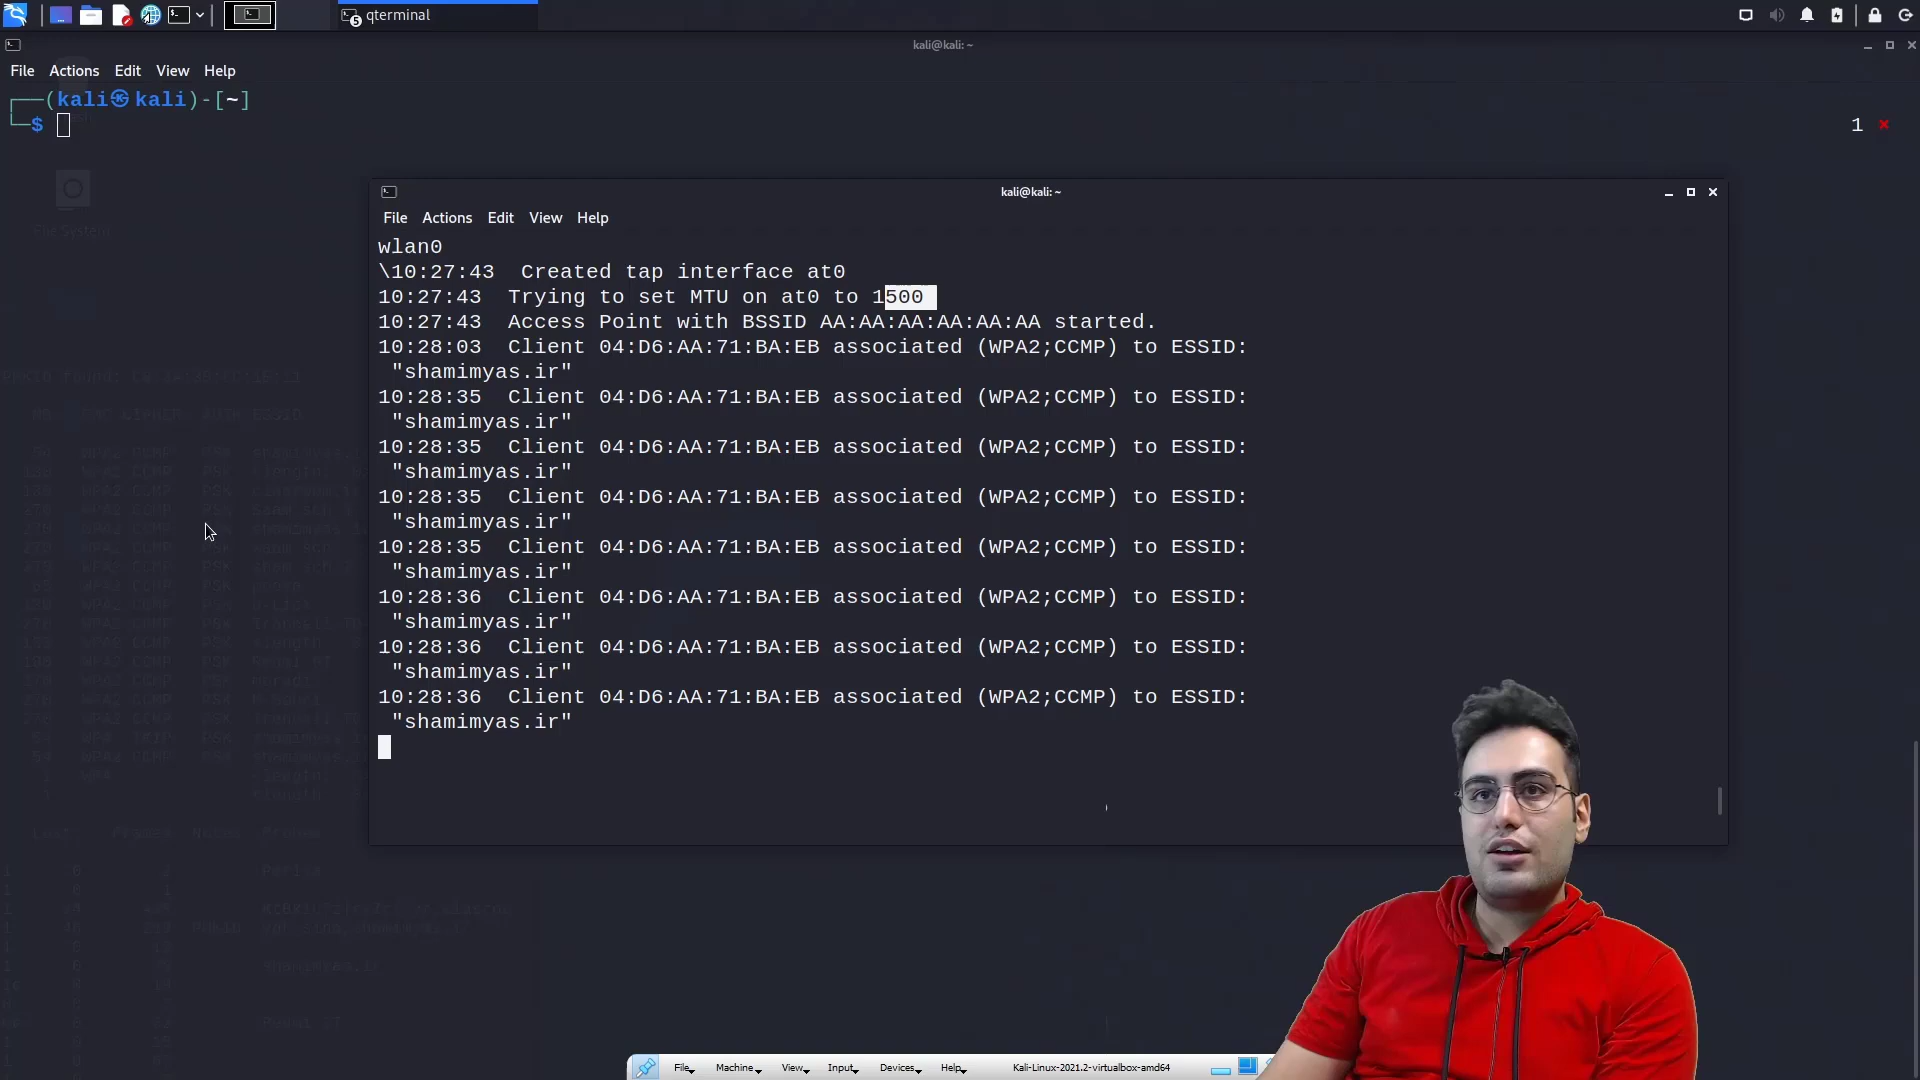 qterminal
5
kali@kali: ~
File Actions Edit View Help
(kali㉿kali)-[~]
$
1
File System
kali@kali: ~
File Actions Edit View Help
wlan0
\10:27:43  Created tap interface at0
10:27:43  Trying to set MTU on at0 to 1500
10:27:43  Access Point with BSSID AA:AA:AA:AA:AA:AA started.
10:28:03  Client 04:D6:AA:71:BA:EB associated (WPA2;CCMP) to ESSID:
"shamimyas.ir"
10:28:35  Client 04:D6:AA:71:BA:EB associated (WPA2;CCMP) to ESSID:
"shamimyas.ir"
10:28:35  Client 04:D6:AA:71:BA:EB associated (WPA2;CCMP) to ESSID:
"shamimyas.ir"
10:28:35  Client 04:D6:AA:71:BA:EB associated (WPA2;CCMP) to ESSID:
"shamimyas.ir"
10:28:35  Client 04:D6:AA:71:BA:EB associated (WPA2;CCMP) to ESSID:
"shamimyas.ir"
10:28:36  Client 04:D6:AA:71:BA:EB associated (WPA2;CCMP) to ESSID:
"shamimyas.ir"
10:28:36  Client 04:D6:AA:71:BA:EB associated (WPA2;CCMP) to ESSID:
"shamimyas.ir"
10:28:36  Client 04:D6:AA:71:BA:EB associated (WPA2;CCMP) to ESSID:
"shamimyas.ir"
File Machine View Input Devices Help Kali-Linux-2021.2-virtualbox-amd64